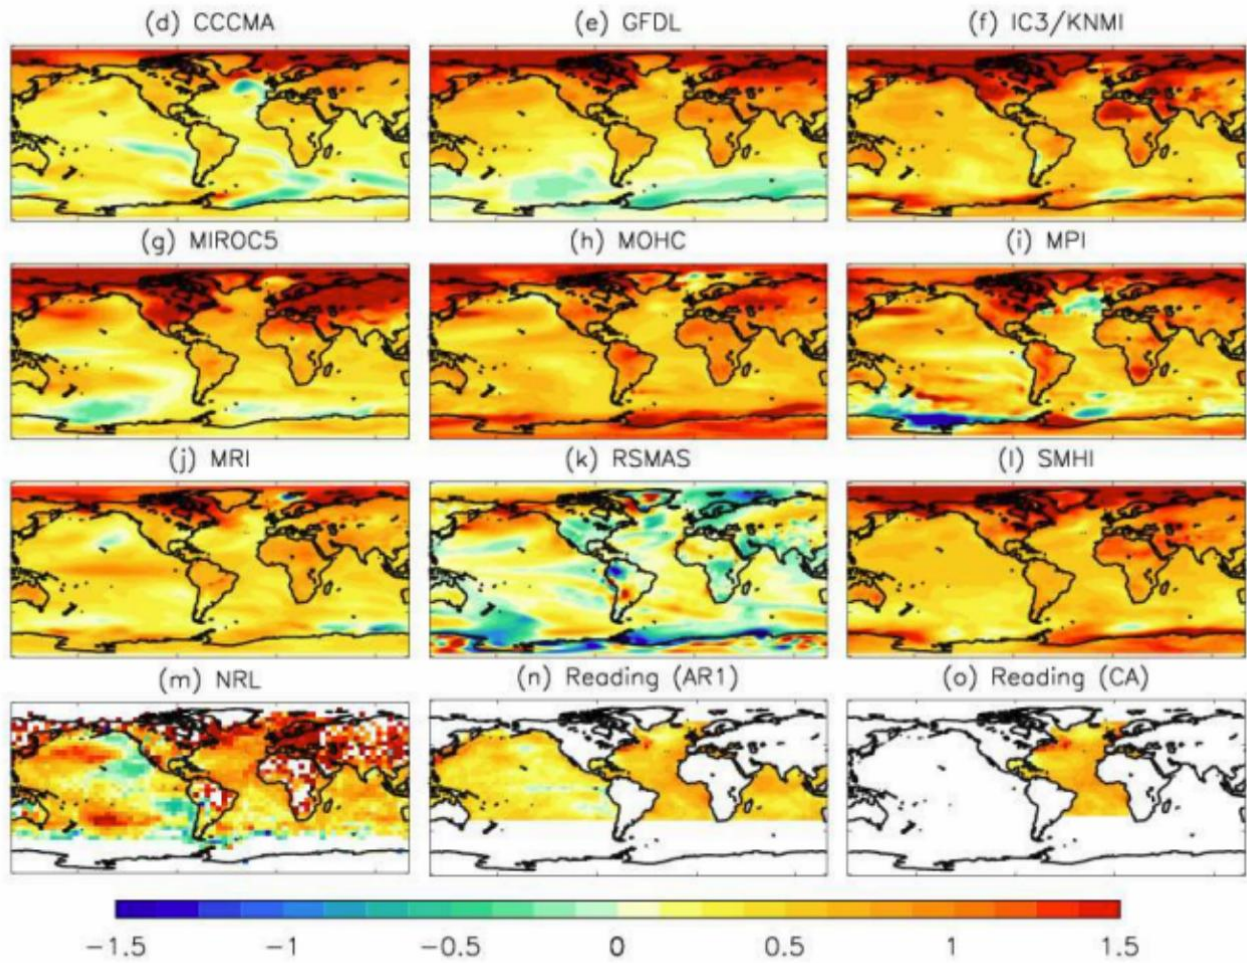 (d) CCCMA (e) GFDL (f) IC3/KNMI
(g) MIROC5 (h) MOHC (i) MPI
(j) MRI (k) RSMAS (l) SMHI
(m) NRL (n) Reading (AR1) (o) Reading (CA)
−1.5 −1 −0.5 0 0.5 1 1.5